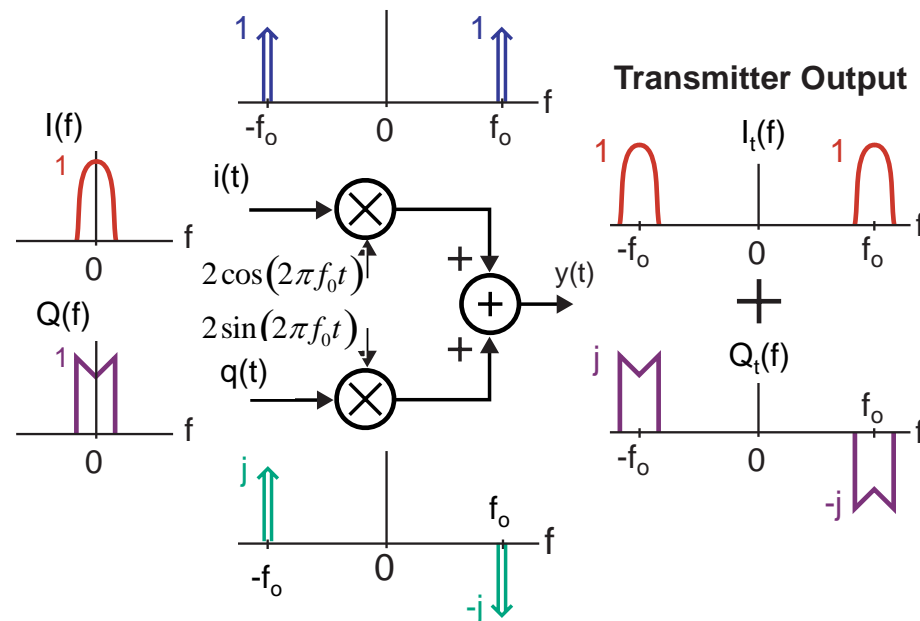 1
1
-fₒ
0
fₒ
f
Transmitter Output
I(f)
1
f
0
i(t)
2cos(2πf₀t)
+
Iₜ(f)
1
1
-fₒ
0
fₒ
f
y(t)
+
+
Q(f)
1
f
0
2sin(2πf₀t)
+
q(t)
Qₜ(f)
j
fₒ
f
-fₒ
0
-j
j
fₒ
f
-fₒ
0
-j